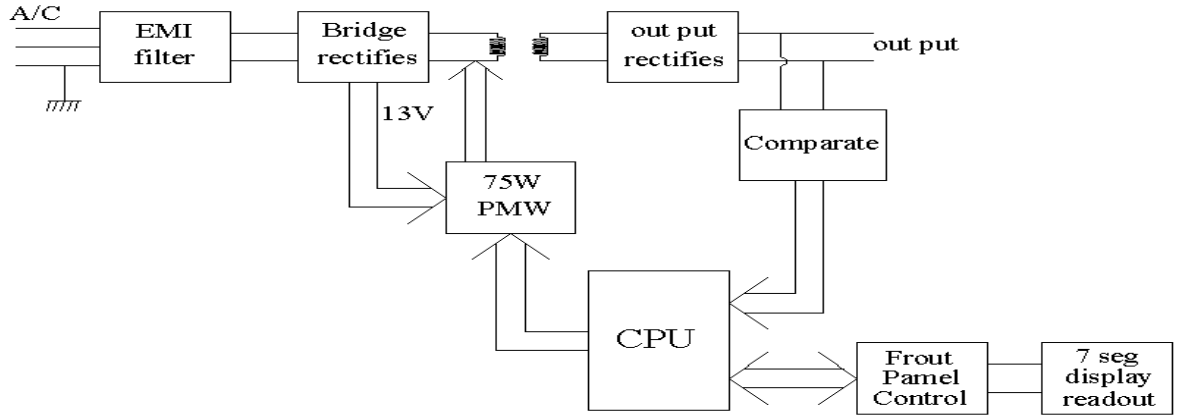 A/C
EMI
filter
Bridge
rectifies
out put
rectifies
out put
13V
Comparate
75W
PMW
CPU
Frout
Pamel
Control
7 seg
display
readout